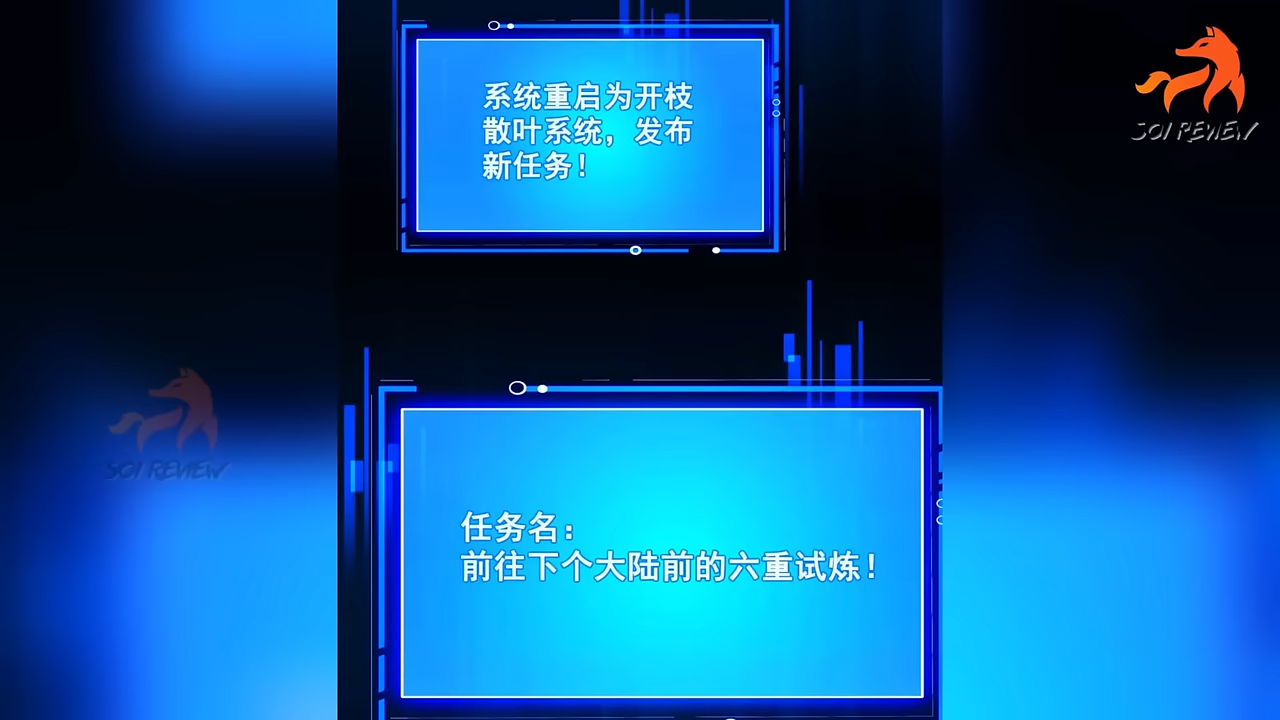 系统重启为开枝
散叶系统，发布
新任务！
SOI REVIEW
任务名：
前往下个大陆前的六重试炼！
SOI REVIEW